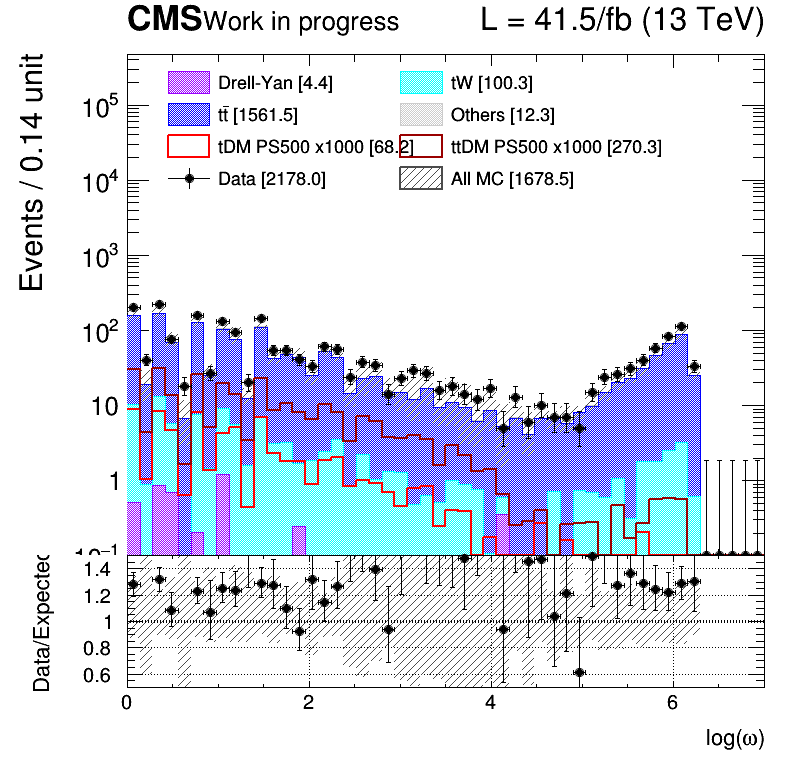 CMS Work in progress L = 41.5/fb (13 TeV)
Events / 0.14 unit
Drell-Yan [4.4] tW [100.3]
tt̄ [1561.5] Others [12.3]
tDM PS500 x1000 [68.2] ttDM PS500 x1000 [270.3]
Data [2178.0] All MC [1678.5]
10⁵
10⁴
10³
10²
10
1
10⁻¹
Data/Expected
1.4
1.2
1
0.8
0.6
0 2 4 6
log(ω)